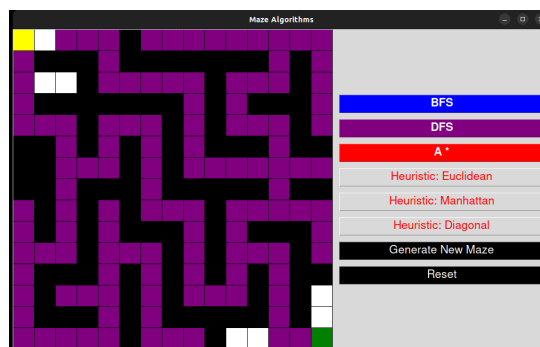 Maze Algorithms
BFS
DFS
A *
Heuristic: Euclidean
Heuristic: Manhattan
Heuristic: Diagonal
Generate New Maze
Reset